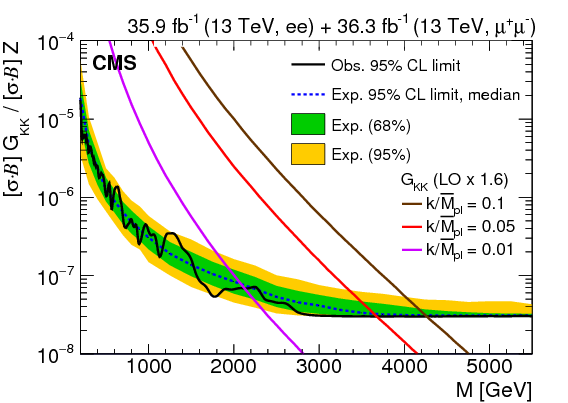 35.9 fb⁻¹ (13 TeV, ee) + 36.3 fb⁻¹ (13 TeV, μ⁺μ⁻)
[σ·B] G_KK / [σ·B] Z
10⁻⁴
10⁻⁵
10⁻⁶
10⁻⁷
10⁻⁸
CMS
Obs. 95% CL limit
Exp. 95% CL limit, median
Exp. (68%)
Exp. (95%)
G_KK (LO x 1.6)
k/M̅_pl = 0.1
k/M̅_pl = 0.05
k/M̅_pl = 0.01
1000 2000 3000 4000 5000
M [GeV]